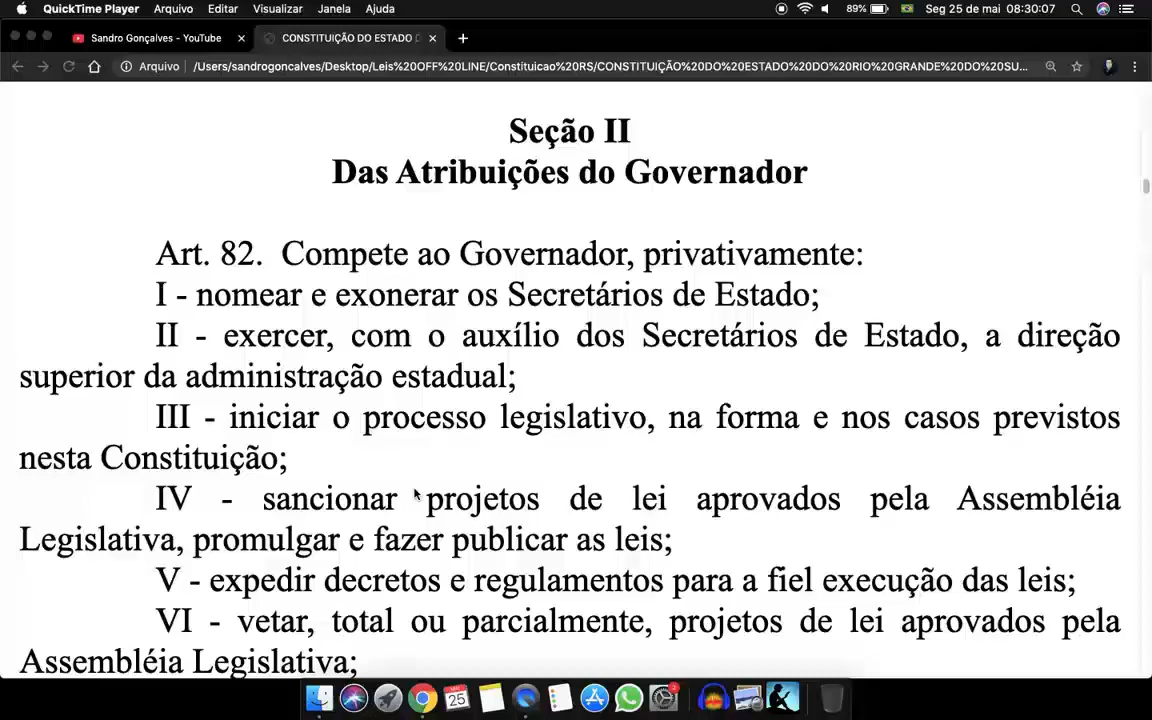 QuickTime Player Arquivo Editar Visualizar Janela Ajuda 89% Seg 25 de mai 08:30:07
Sandro Gonçalves - YouTube CONSTITUIÇÃO DO ESTADO
Arquivo /Users/sandrogoncalves/Desktop/Leis%20OFF%20LINE/Constituicao%20RS/CONSTITUIÇÃO%20DO%20ESTADO%20DO%20RIO%20GRANDE%20DO%20SU...
Seção II
Das Atribuições do Governador
Art. 82. Compete ao Governador, privativamente:
I - nomear e exonerar os Secretários de Estado;
II - exercer, com o auxílio dos Secretários de Estado, a direção
superior da administração estadual;
III - iniciar o processo legislativo, na forma e nos casos previstos
nesta Constituição;
IV - sancionar projetos de lei aprovados pela Assembléia
Legislativa, promulgar e fazer publicar as leis;
V - expedir decretos e regulamentos para a fiel execução das leis;
VI - vetar, total ou parcialmente, projetos de lei aprovados pela
Assembléia Legislativa;
25